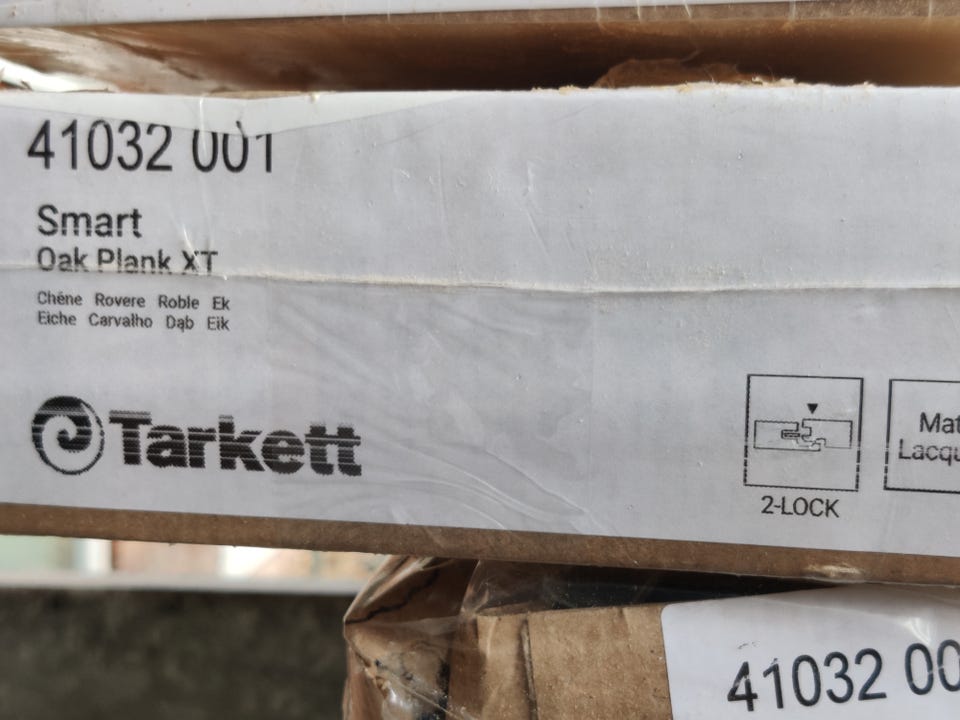 41032 001
Smart
Oak Plank XT
Chêne Rovere Roble Ek
Eiche Carvalho Dąb Eik
Tarkett
2-LOCK
Mat
Lacqu
41032 00